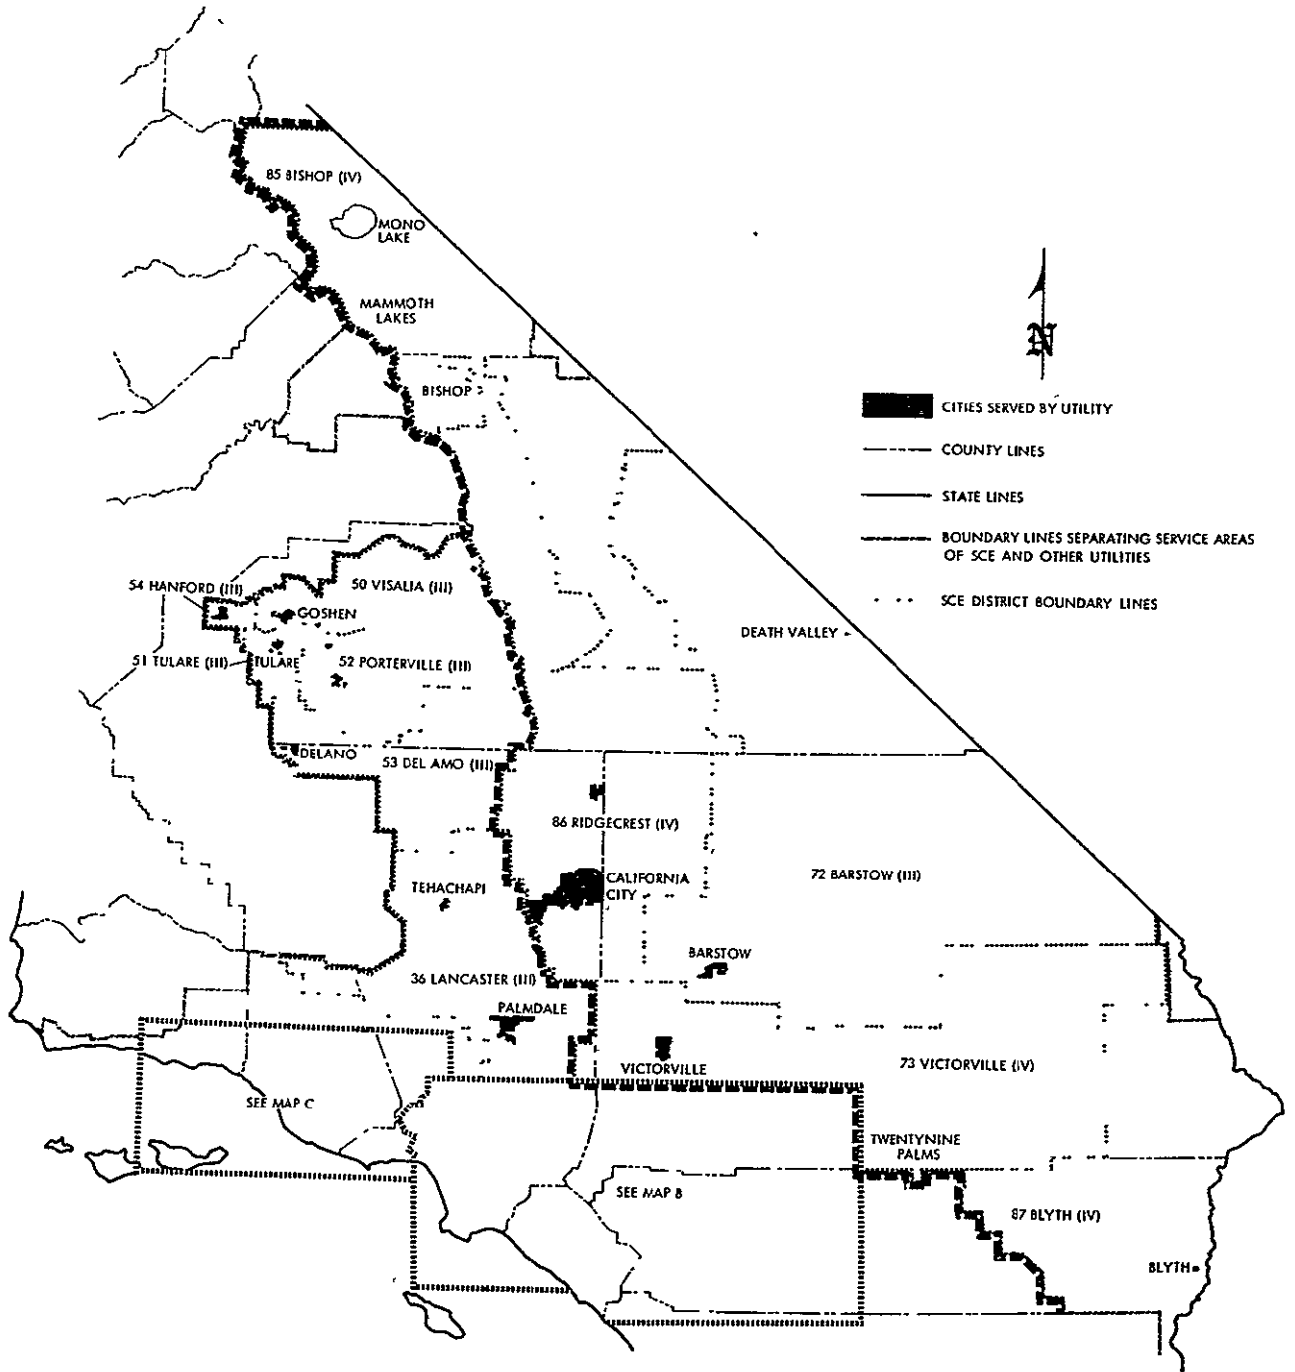 85 BISHOP (IV)
MONO
LAKE
MAMMOTH
LAKES
BISHOP
N
CITIES SERVED BY UTILITY
COUNTY LINES
STATE LINES
BOUNDARY LINES SEPARATING SERVICE AREAS
OF SCE AND OTHER UTILITIES
SCE DISTRICT BOUNDARY LINES
54 HANFORD (III)
50 VISALIA (III)
GOSHEN
DEATH VALLEY
51 TULARE (III)
TULARE
52 PORTERVILLE (III)
DELANO
53 DEL AMO (III)
86 RIDGECREST (IV)
TEHACHAPI
CALIFORNIA
CITY
72 BARSTOW (III)
BARSTOW
36 LANCASTER (III)
PALMDALE
VICTORVILLE
73 VICTORVILLE (IV)
SEE MAP C
TWENTYNINE
PALMS
SEE MAP B
87 BLYTH (IV)
BLYTH